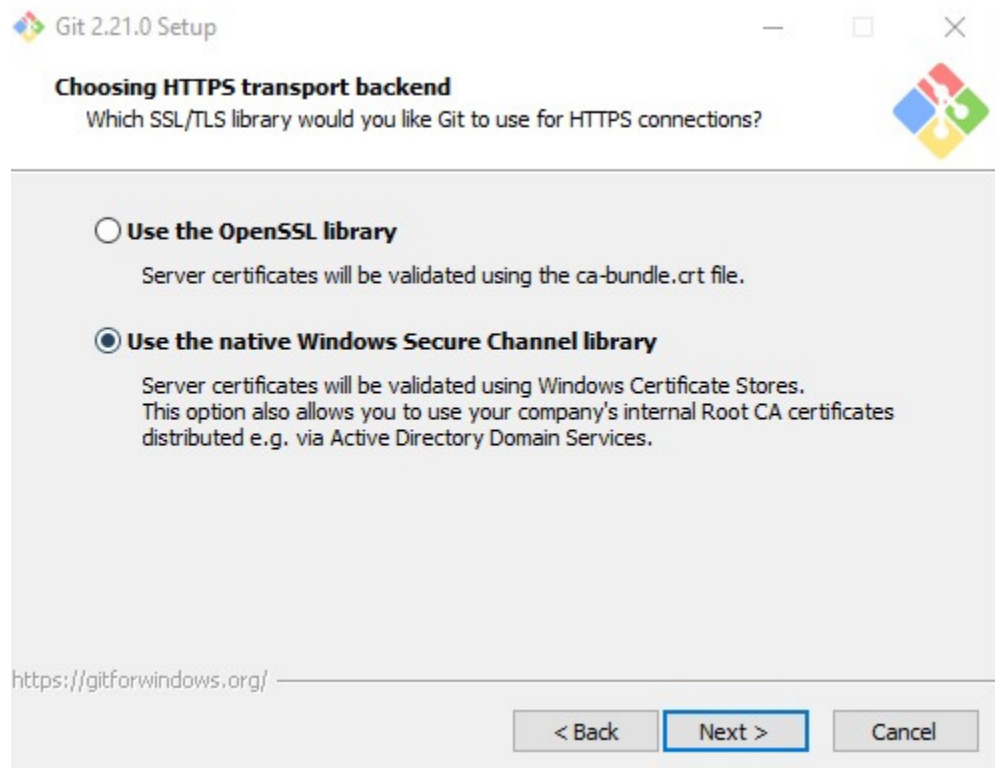 Git 2.21.0 Setup
Choosing HTTPS transport backend
Which SSL/TLS library would you like Git to use for HTTPS connections?
Use the OpenSSL library
Server certificates will be validated using the ca-bundle.crt file.
Use the native Windows Secure Channel library
Server certificates will be validated using Windows Certificate Stores.
This option also allows you to use your company's internal Root CA certificates
distributed e.g. via Active Directory Domain Services.
https://gitforwindows.org/
< Back Next > Cancel